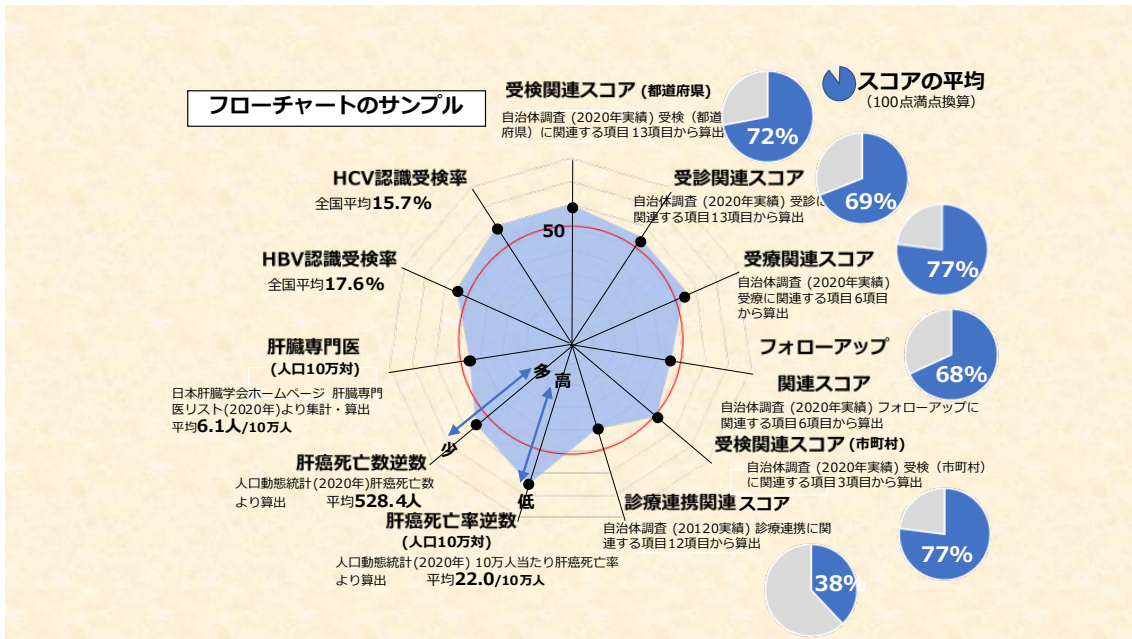 フローチャートのサンプル
受検関連スコア (都道府県)
自治体調査 (2020年実績) 受検（都道
府県）に関連する項目13項目から算出
72%
スコアの平均
(100点満点換算)
HCV認識受検率
全国平均15.7%
受診関連スコア
自治体調査 (2020年実績) 受診に
関連する項目13項目から算出
69%
50
HBV認識受検率
全国平均17.6%
受療関連スコア
自治体調査 (2020年実績)
受療に関連する項目6項目
から算出
77%
肝臓専門医
(人口10万対)
日本肝臓学会ホームページ 肝臓専門
医リスト(2020年)より集計・算出
平均6.1人/10万人
多
高
フォローアップ
関連スコア
自治体調査 (2020年実績) フォローアップに
関連する項目6項目から算出
68%
少
肝癌死亡数逆数
人口動態統計(2020年)肝癌死亡数
より算出 平均528.4人
受検関連スコア (市町村)
自治体調査 (2020年実績) 受検（市町村）
に関連する項目3項目から算出
77%
低
肝癌死亡率逆数
(人口10万対)
人口動態統計(2020年) 10万人当たり肝癌死亡率
より算出 平均22.0/10万人
診療連携関連スコア
自治体調査 (20120実績) 診療連携に関
連する項目12項目から算出
38%